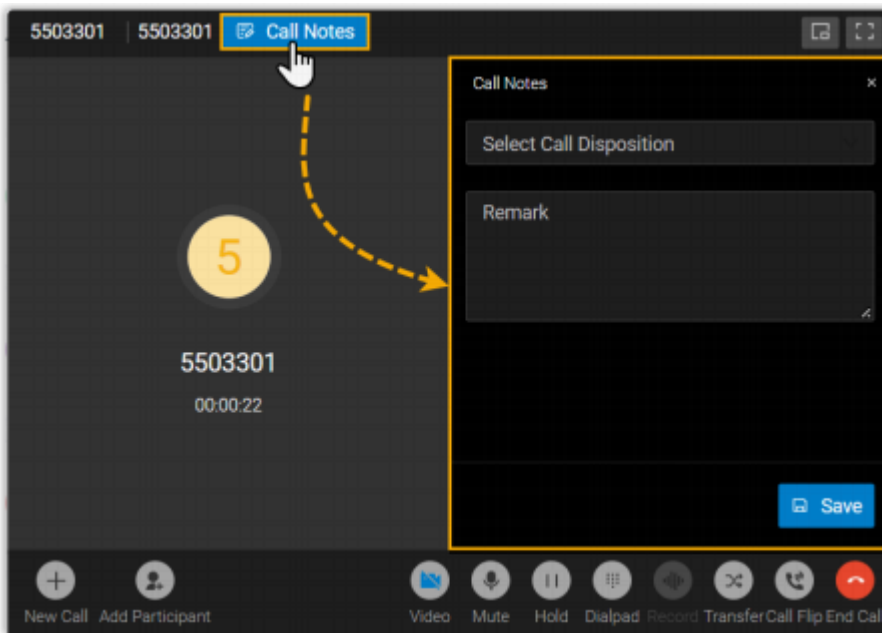 5503301 5503301 Call Notes
Call Notes
Select Call Disposition
Remark
5
5503301
00:00:22
Save
New Call Add Participant Video Mute Hold Dialpad Record Transfer Call Flip End Call